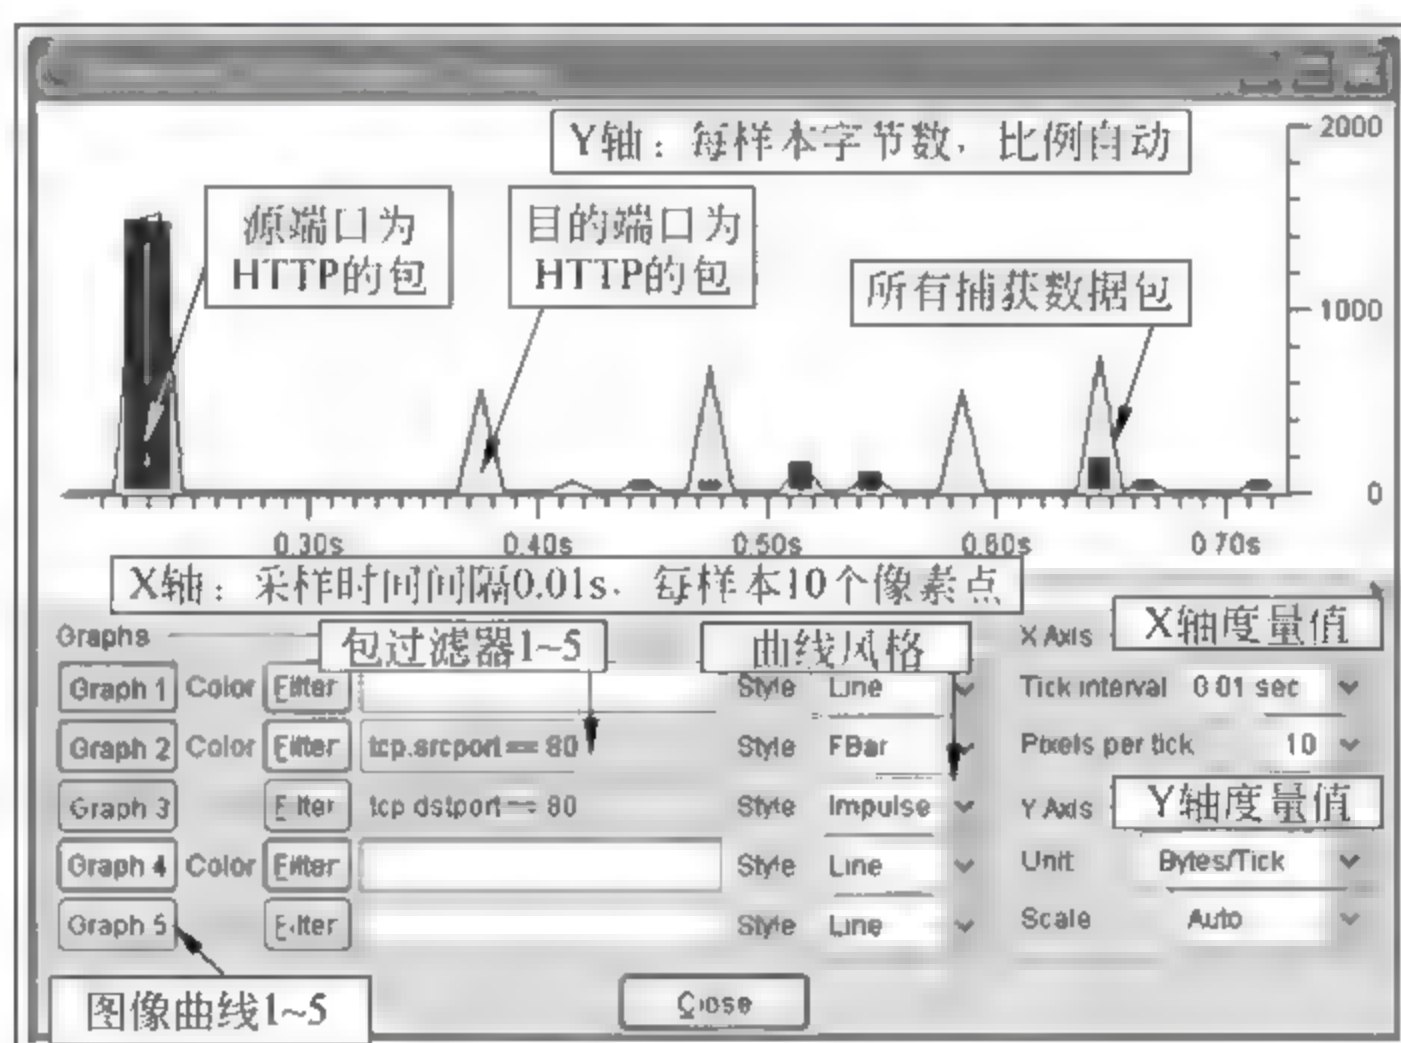 Y轴：每样本字节数，比例自动
2000
源端口为
HTTP的包
目的端口为
HTTP的包
所有捕获数据包
1000
0
0.30s 0.40s 0.50s 0.60s 0.70s
X轴：采样时间间隔0.01s，每样本10个像素点
Graphs
包过滤器1~5
曲线风格
X Axis
X轴度量值
Graph 1 Color Filter Style Line Tick interval 0.01 sec
Graph 2 Color Filter tcp.srcport == 80 Style FBar Pixels per tick 10
Graph 3 Filter tcp.dstport == 80 Style Impulse Y Axis Y轴度量值
Graph 4 Color Filter Style Line Unit Bytes/Tick
Graph 5 Filter Style Line Scale Auto
图像曲线1~5
Close